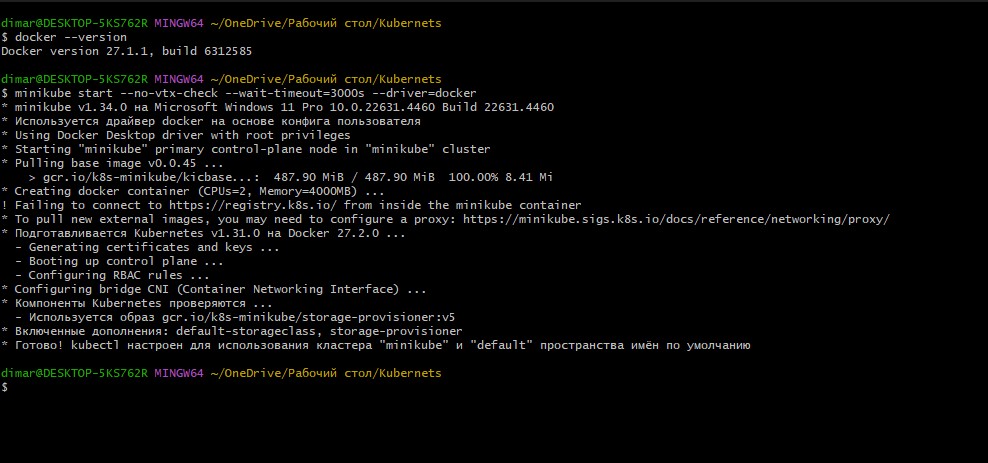 dimar@DESKTOP-5KS762R MINGW64 ~/OneDrive/Рабочий стол/Kubernets
$ docker --version
Docker version 27.1.1, build 6312585
dimar@DESKTOP-5KS762R MINGW64 ~/OneDrive/Рабочий стол/Kubernets
$ minikube start --no-vtx-check --wait-timeout=3000s --driver=docker
* minikube v1.34.0 на Microsoft Windows 11 Pro 10.0.22631.4460 Build 22631.4460
* Используется драйвер docker на основе конфига пользователя
* Using Docker Desktop driver with root privileges
* Starting "minikube" primary control-plane node in "minikube" cluster
* Pulling base image v0.0.45 ...
    > gcr.io/k8s-minikube/kicbase...:  487.90 MiB / 487.90 MiB  100.00% 8.41 Mi
* Creating docker container (CPUs=2, Memory=4000MB) ...
! Failing to connect to https://registry.k8s.io/ from inside the minikube container
* To pull new external images, you may need to configure a proxy: https://minikube.sigs.k8s.io/docs/reference/networking/proxy/
* Подготавливается Kubernetes v1.31.0 на Docker 27.2.0 ...
  - Generating certificates and keys ...
  - Booting up control plane ...
  - Configuring RBAC rules ...
* Configuring bridge CNI (Container Networking Interface) ...
* Компоненты Kubernetes проверяются ...
  - Используется образ gcr.io/k8s-minikube/storage-provisioner:v5
* Включенные дополнения: default-storageclass, storage-provisioner
* Готово! kubectl настроен для использования кластера "minikube" и "default" пространства имён по умолчанию
dimar@DESKTOP-5KS762R MINGW64 ~/OneDrive/Рабочий стол/Kubernets
$